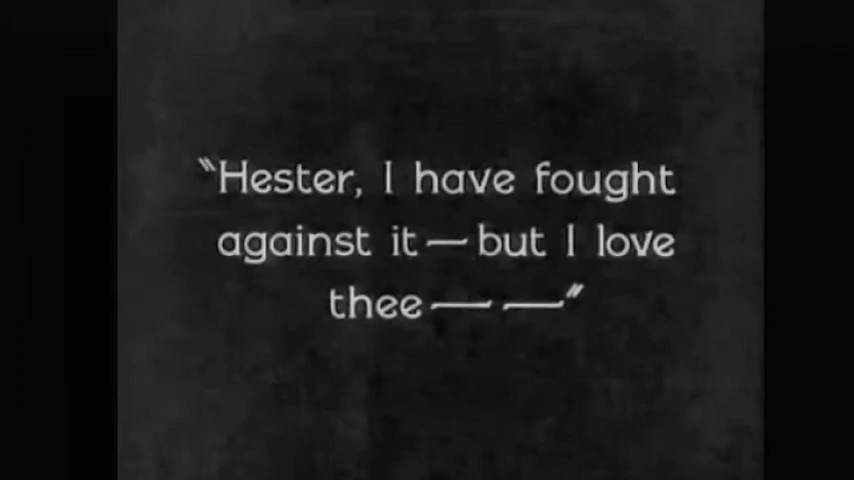 "Hester, I have fought
against it — but I love
thee — —"